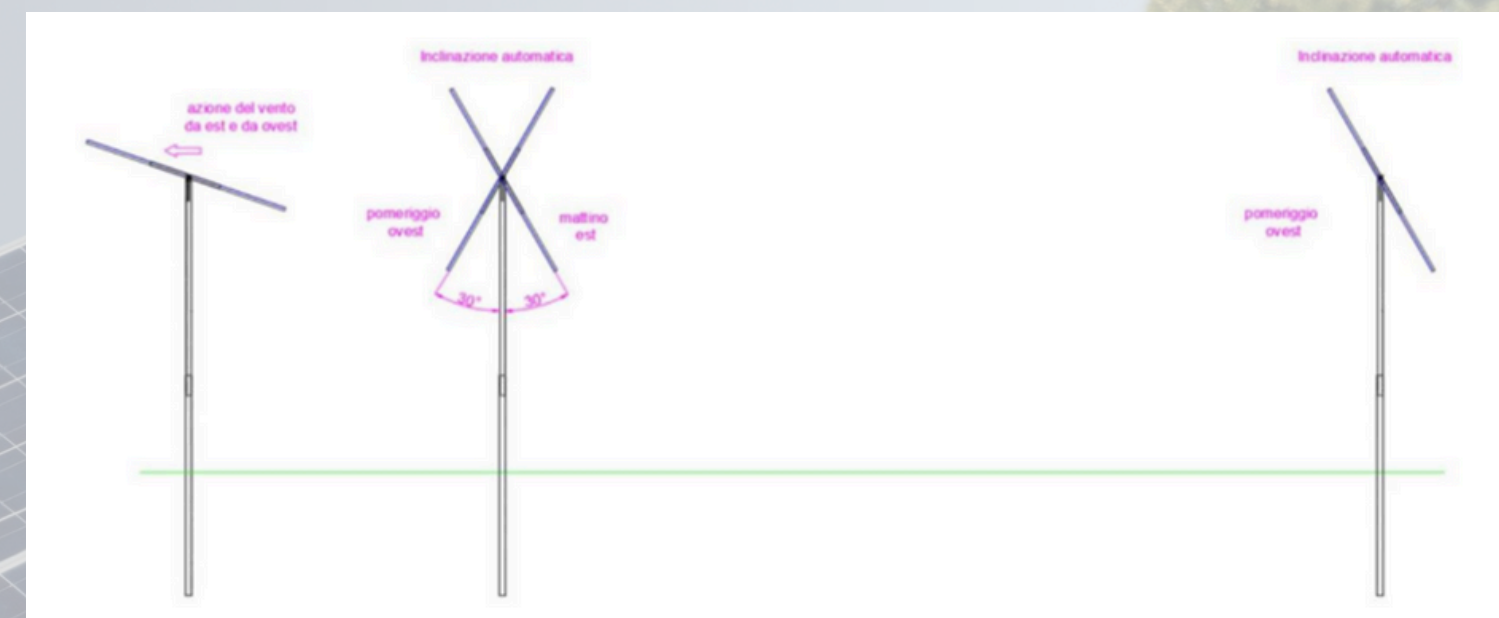 Inclinazione automatica
Inclinazione automatica
azione del vento
da est e da ovest
pomeriggio
ovest
mattino
est
pomeriggio
ovest
30°
30°